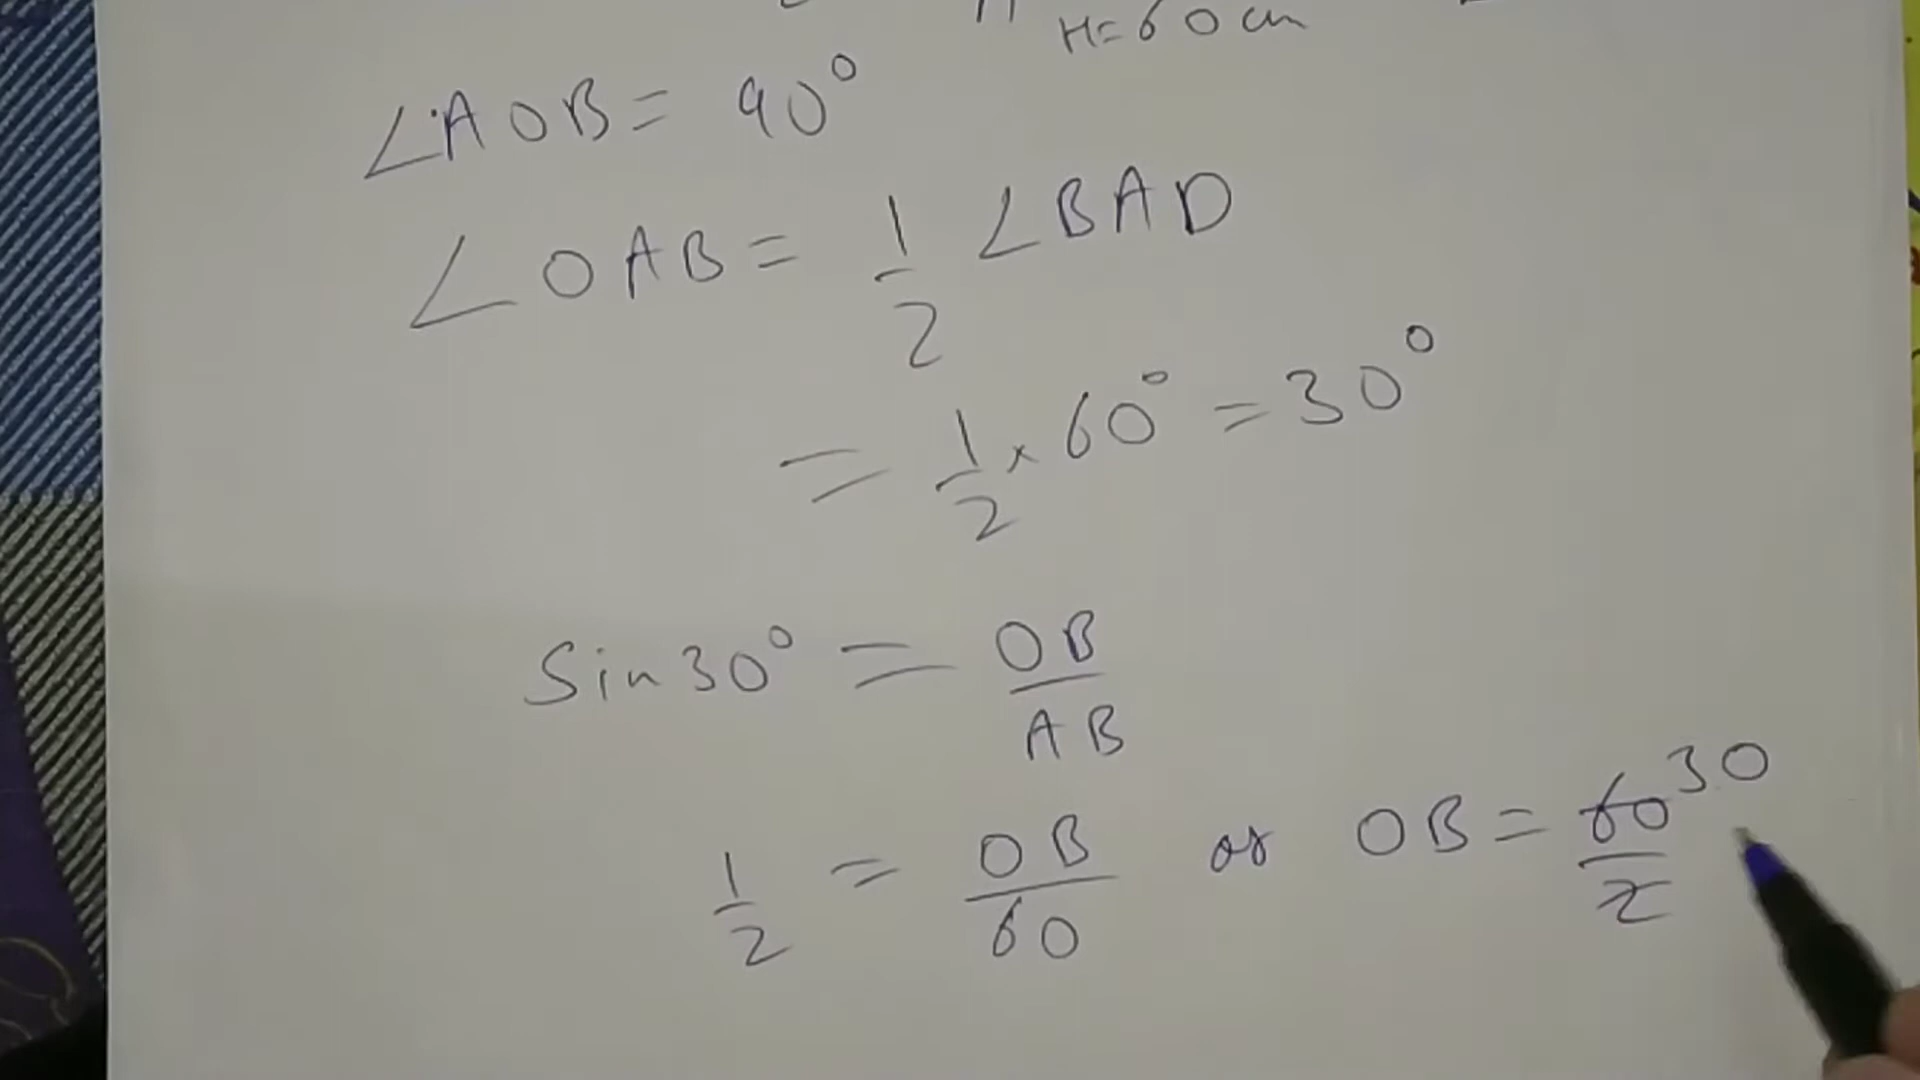 H=60 cm
∠AOB = 90°
∠OAB = 1/2 ∠BAD
= 1/2 × 60° = 30°
Sin 30° = OB/AB
1/2 = OB/60 or OB = 60/2 30